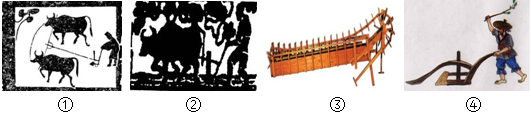 ① ② ③ ④